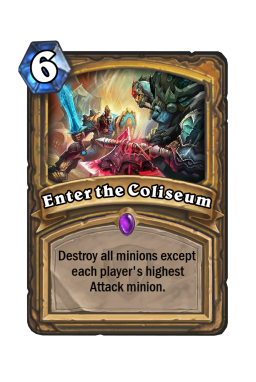 6
Enter the Coliseum
Destroy all minions except
each player's highest
Attack minion.